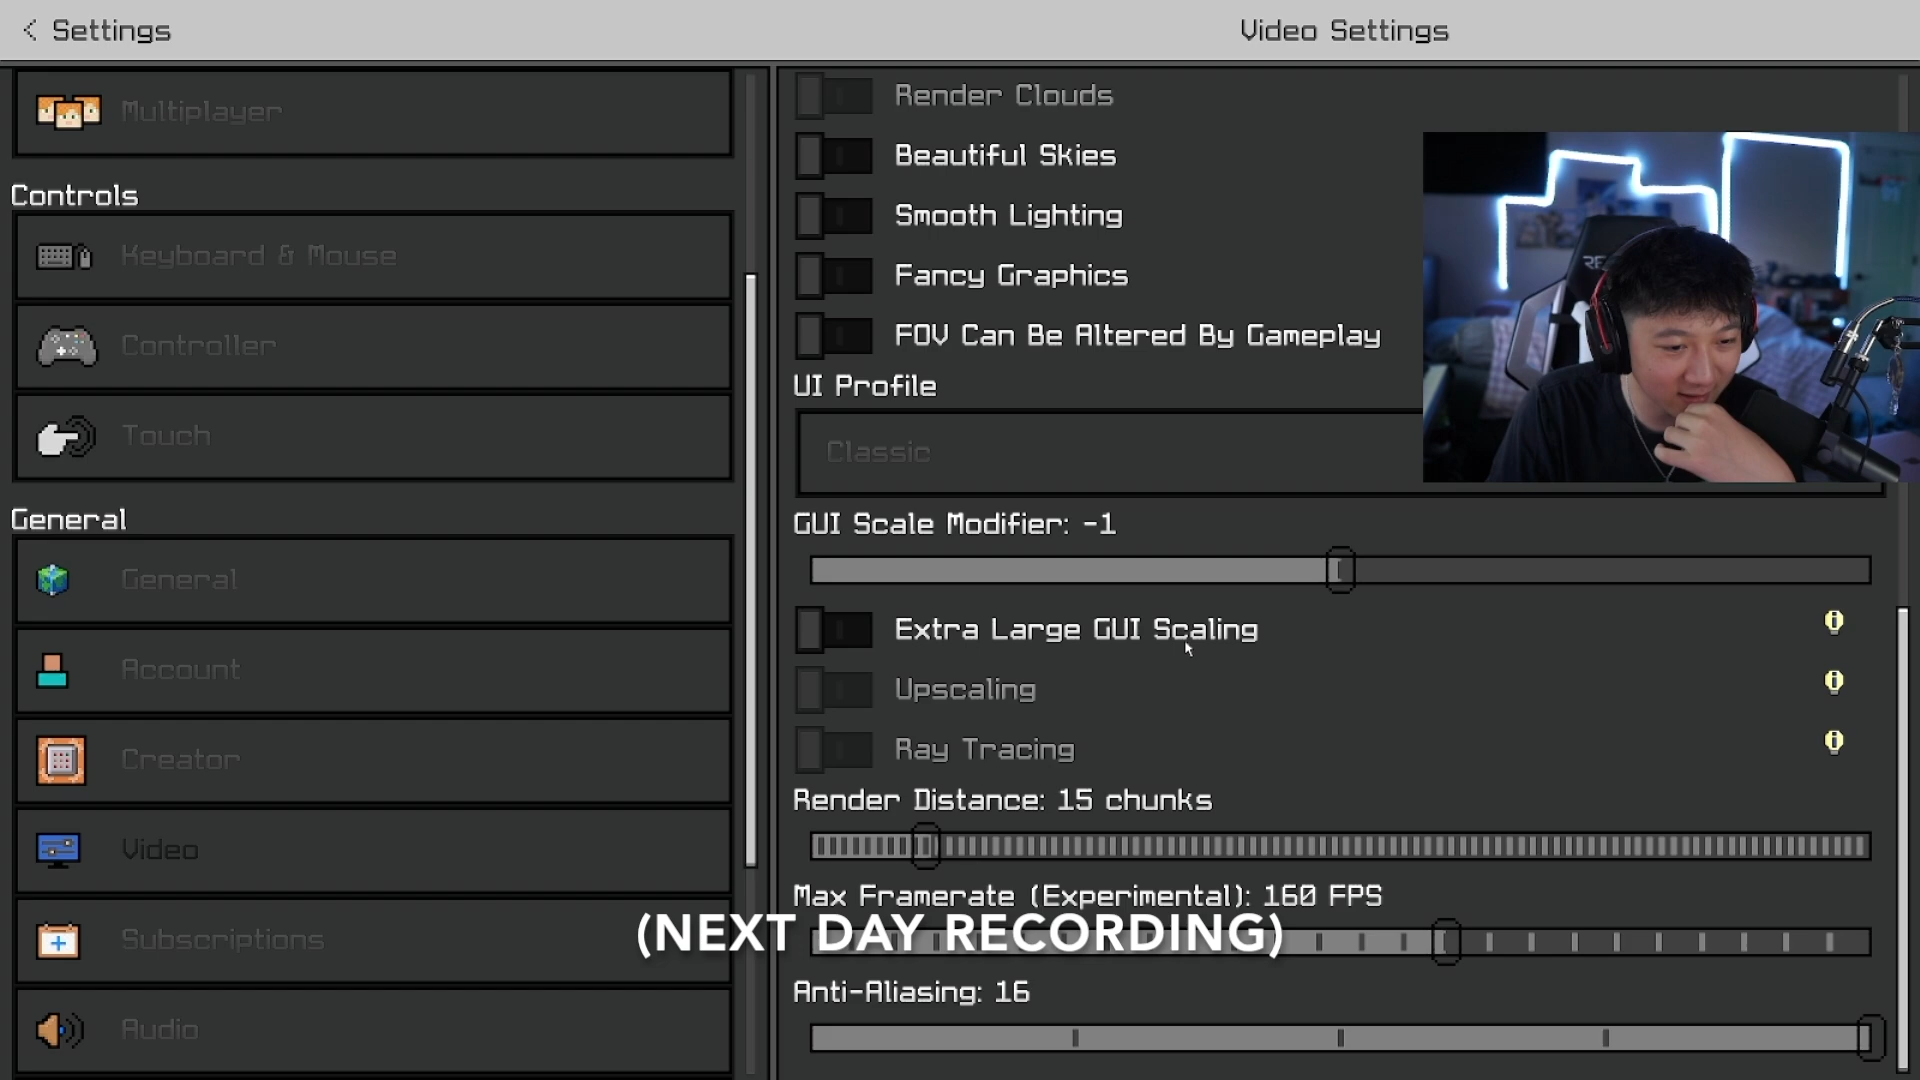 Settings
Video Settings
Multiplayer
Controls
Keyboard & Mouse
Controller
Touch
General
General
Account
Creator
Video
Subscriptions
Audio
Render Clouds
Beautiful Skies
Smooth Lighting
Fancy Graphics
FOV Can Be Altered By Gameplay
UI Profile
Classic
GUI Scale Modifier: -1
Extra Large GUI Scaling
Upscaling
Ray Tracing
Render Distance: 15 chunks
Max Framerate (Experimental): 160 FPS
(NEXT DAY RECORDING)
Anti-Aliasing: 16